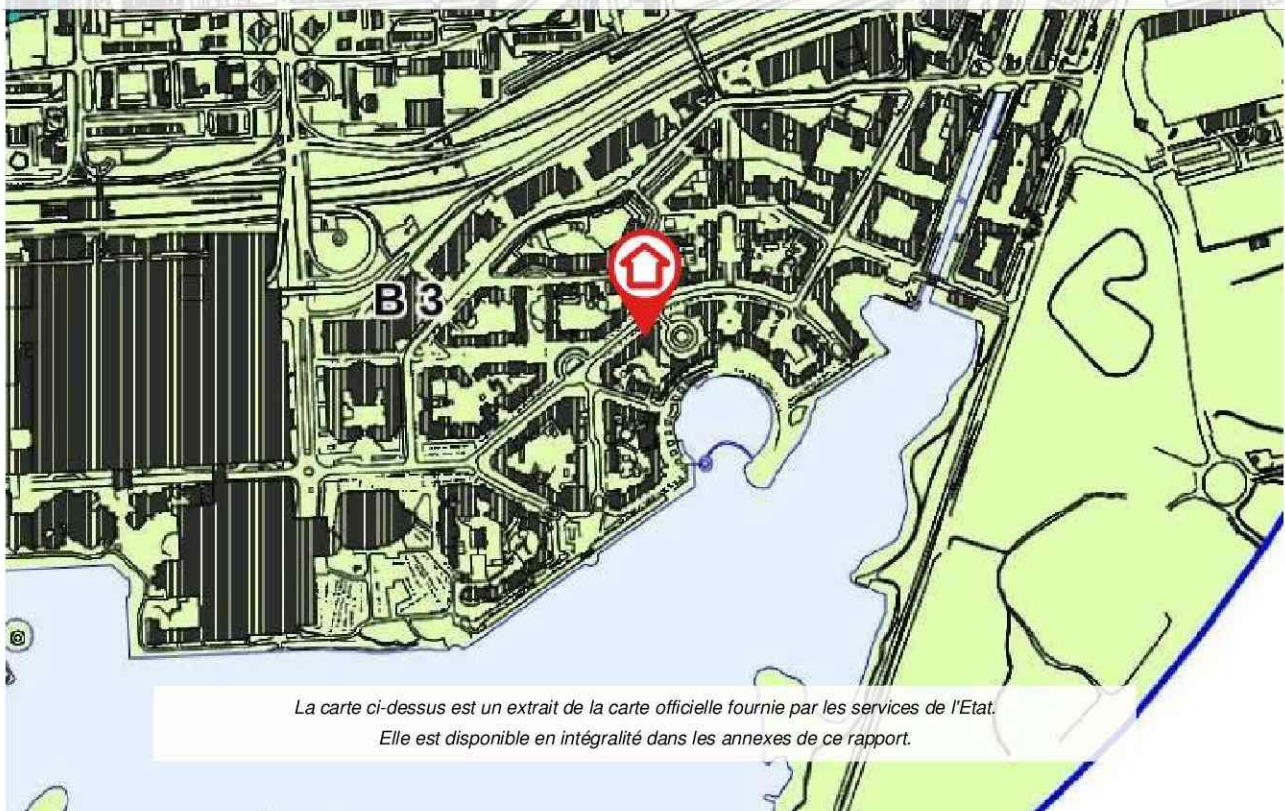 B 3
La carte ci-dessus est un extrait de la carte officielle fournie par les services de l'Etat.
Elle est disponible en intégralité dans les annexes de ce rapport.